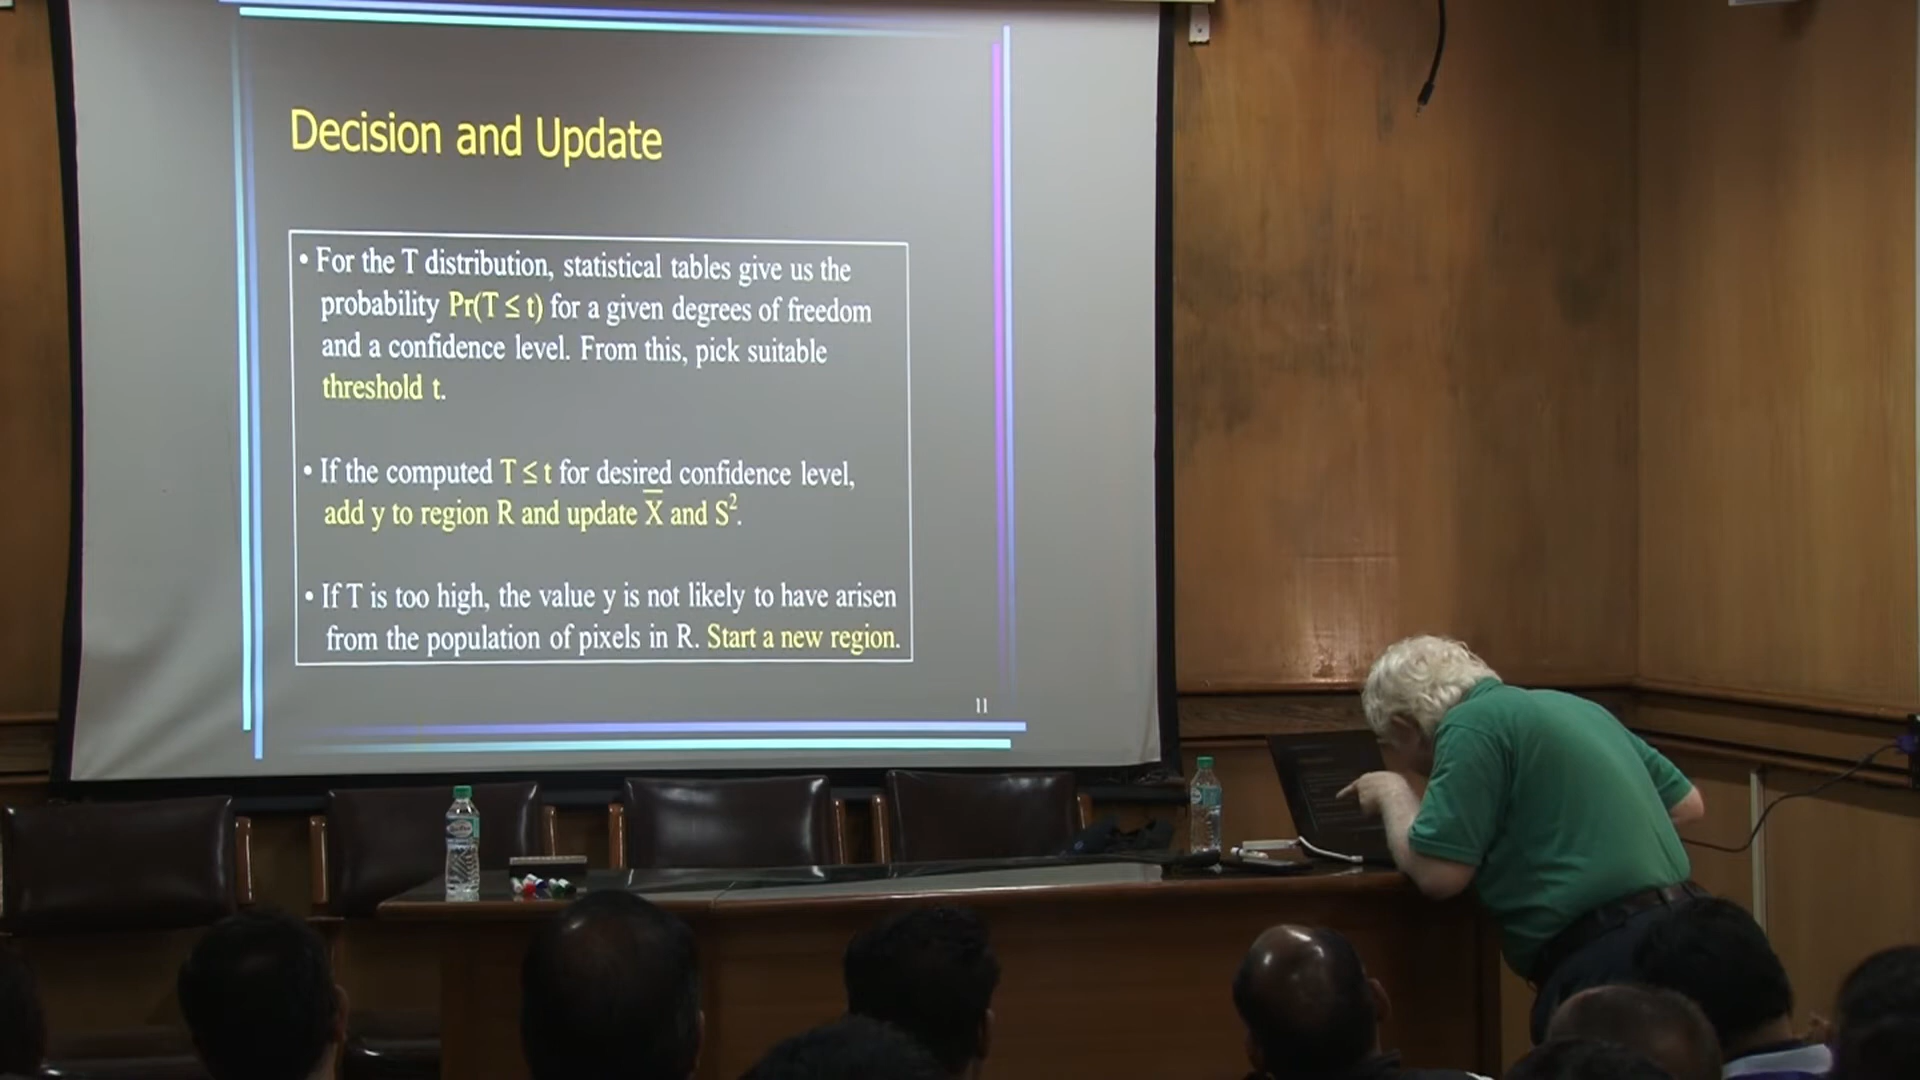 Decision and Update
• For the T distribution, statistical tables give us the
probability Pr(T ≤ t) for a given degrees of freedom
and a confidence level. From this, pick suitable
threshold t.
• If the computed T ≤ t for desired confidence level,
add y to region R and update X̅ and S².
• If T is too high, the value y is not likely to have arisen
from the population of pixels in R. Start a new region.
11